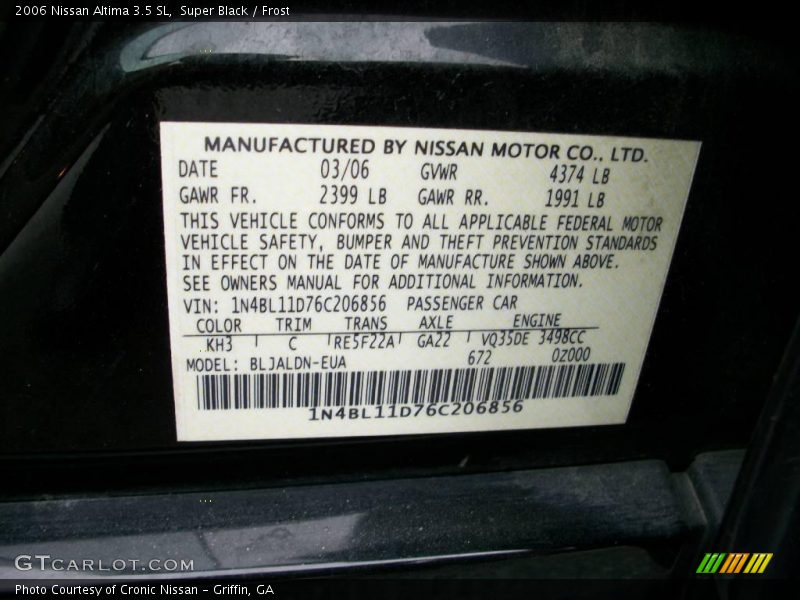 2006 Nissan Altima 3.5 SL,  Super Black / Frost
MANUFACTURED BY NISSAN MOTOR CO., LTD.
DATE 03/06 GVWR 4374 LB
GAWR FR. 2399 LB GAWR RR. 1991 LB
THIS VEHICLE CONFORMS TO ALL APPLICABLE FEDERAL MOTOR
VEHICLE SAFETY, BUMPER AND THEFT PREVENTION STANDARDS
IN EFFECT ON THE DATE OF MANUFACTURE SHOWN ABOVE.
SEE OWNERS MANUAL FOR ADDITIONAL INFORMATION.
VIN: 1N4BL11D76C206856 PASSENGER CAR
COLOR TRIM TRANS AXLE ENGINE
KH3 C RE5F22A GA22 VQ35DE 3498CC
MODEL: BLJALDN-EUA 672 0Z000
1N4BL11D76C206856
GTCARLOT.COM
Photo Courtesy of Cronic Nissan - Griffin, GA